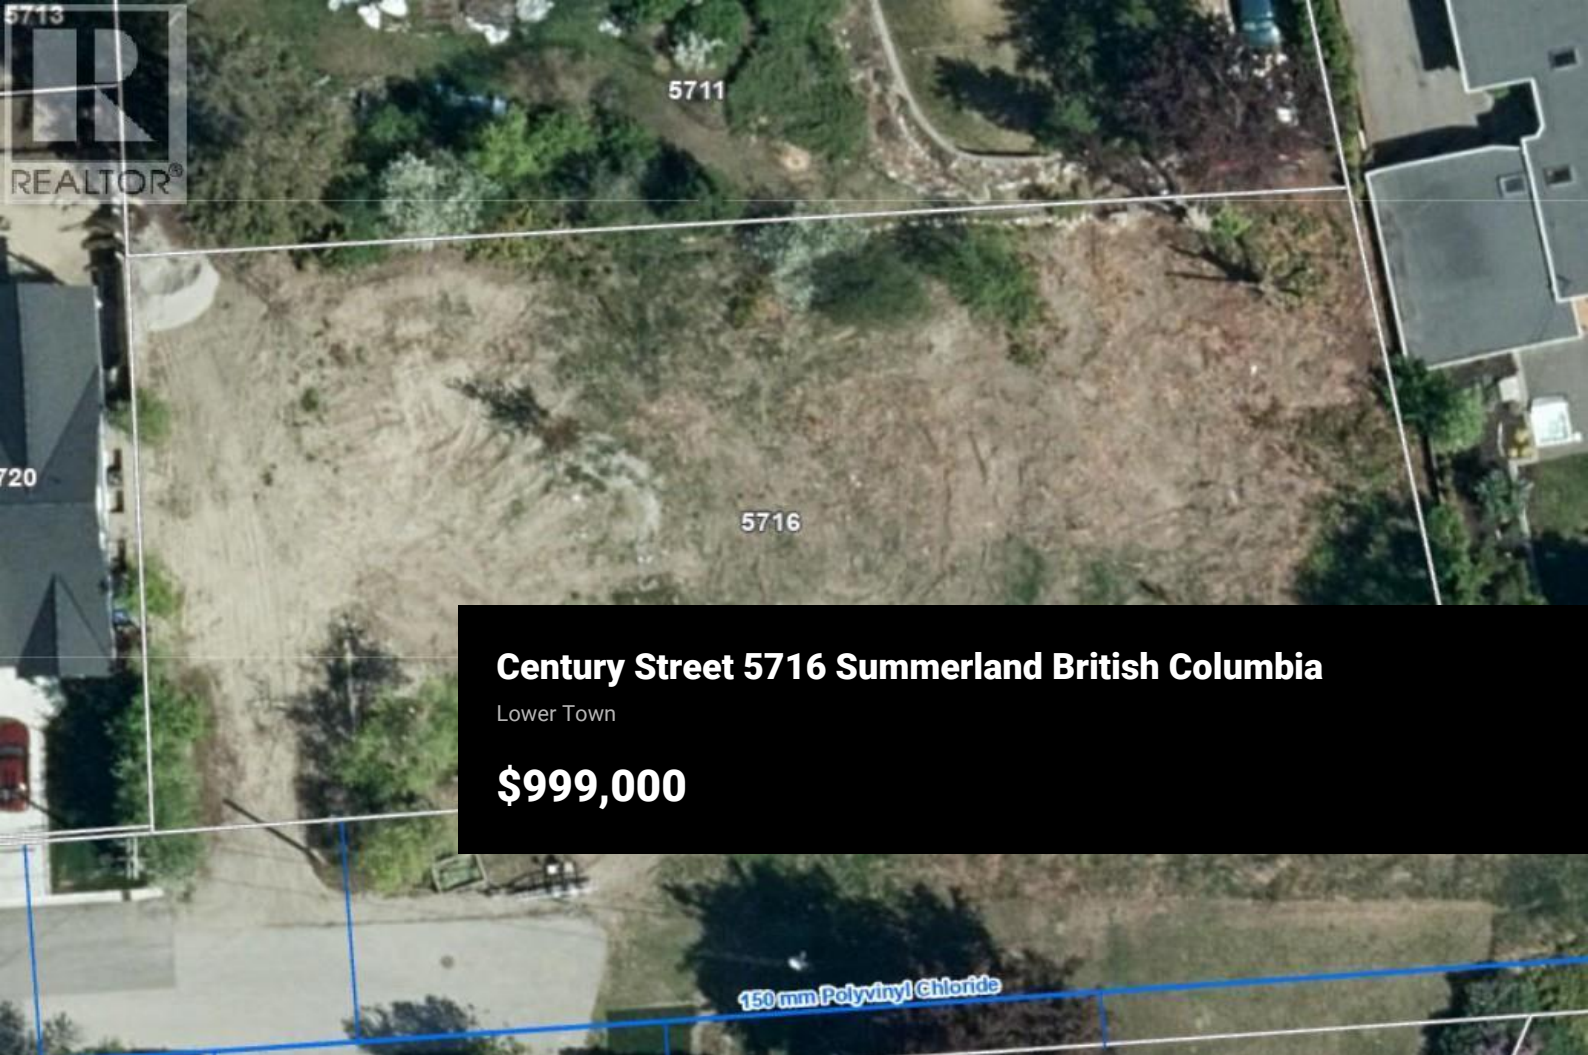 5713
REALTOR®
5711
720
5716
Century Street 5716 Summerland British Columbia
Lower Town
$999,000
150 mm Polyvinyl Chloride